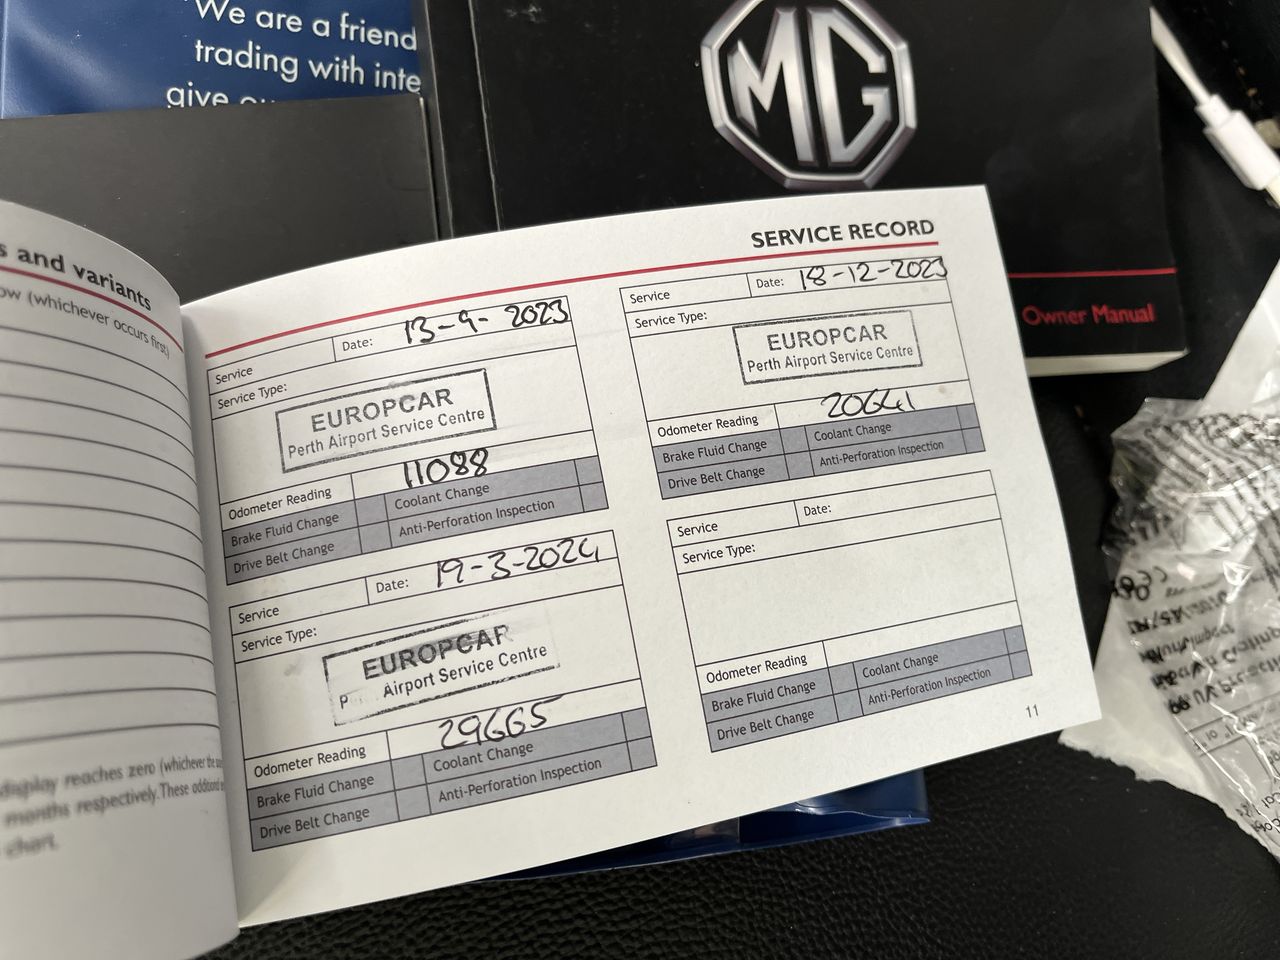 "We are a friend
trading with inte
give
MG
Owner Manual
s and variants
ow (whichever occurs first)
display reaches zero (whichever the
months respectively. These
chart.
SERVICE RECORD
Service
Date: 13-9-2023
Service Type:
EUROPCAR
Perth Airport Service Centre
Odometer Reading 11088
Brake Fluid Change
Coolant Change
Drive Belt Change
Anti-Perforation Inspection
Service
Date: 19-3-2024
Service Type:
EUROPCAR
P Airport Service Centre
Odometer Reading 29665
Brake Fluid Change
Coolant Change
Drive Belt Change
Anti-Perforation Inspection
Service
Date: 18-12-2023
Service Type:
EUROPCAR
Perth Airport Service Centre
Odometer Reading 20641
Brake Fluid Change
Coolant Change
Drive Belt Change
Anti-Perforation Inspection
Service
Date:
Service Type:
Odometer Reading
Brake Fluid Change
Coolant Change
Drive Belt Change
Anti-Perforation Inspection
11